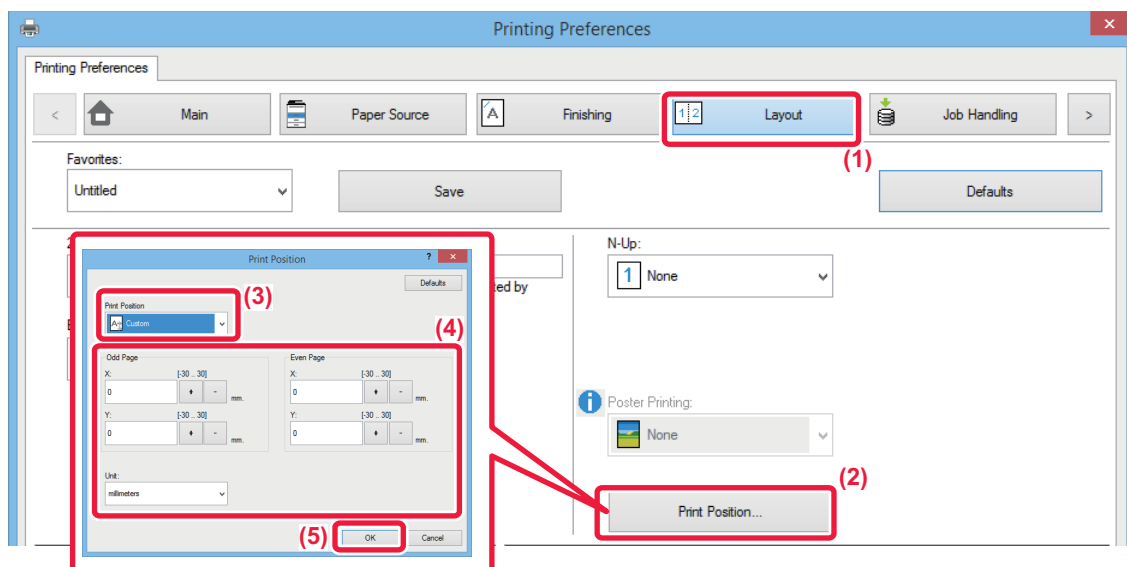 Printing Preferences
Printing Preferences
< Main Paper Source Finishing Layout Job Handling >
(1)
Favorites:
Untitled Save Defaults
N-Up:
1 None
ted by
Print Position
Defaults
(3)
Print Position
Custom
(4)
Odd Page Even Page
X: [-30 .. 30] X: [-30 .. 30]
0 + - mm. 0 + - mm.
Y: [-30 .. 30] Y: [-30 .. 30]
0 + - mm. 0 + - mm.
Unit:
millimeters
(5) OK Cancel
Poster Printing:
None
(2)
Print Position...